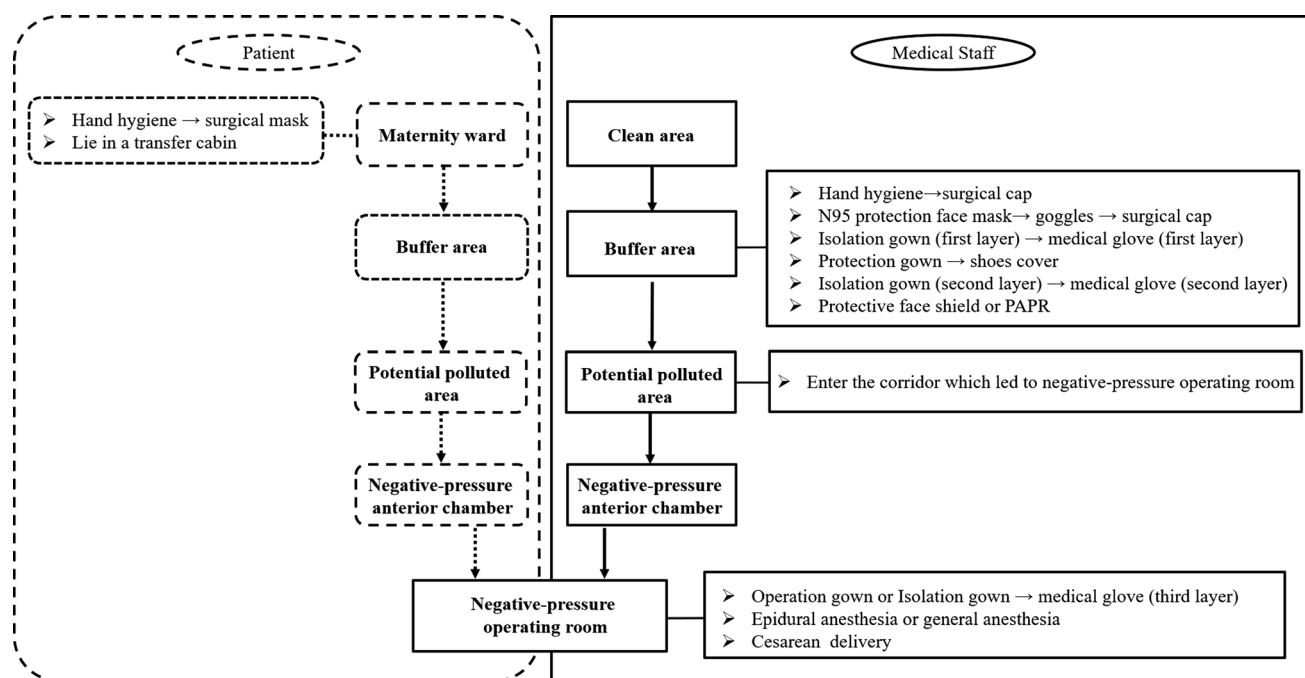 Patient
➢ Hand hygiene → surgical mask
➢ Lie in a transfer cabin
Maternity ward
Buffer area
Potential polluted
area
Negative-pressure
anterior chamber
Medical Staff
Clean area
Buffer area
➢ Hand hygiene→surgical cap
➢ N95 protection face mask→ goggles → surgical cap
➢ Isolation gown (first layer) → medical glove (first layer)
➢ Protection gown → shoes cover
➢ Isolation gown (second layer) → medical glove (second layer)
➢ Protective face shield or PAPR
Potential polluted
area
➢ Enter the corridor which led to negative-pressure operating room
Negative-pressure
anterior chamber
Negative-pressure
operating room
➢ Operation gown or Isolation gown → medical glove (third layer)
➢ Epidural anesthesia or general anesthesia
➢ Cesarean delivery